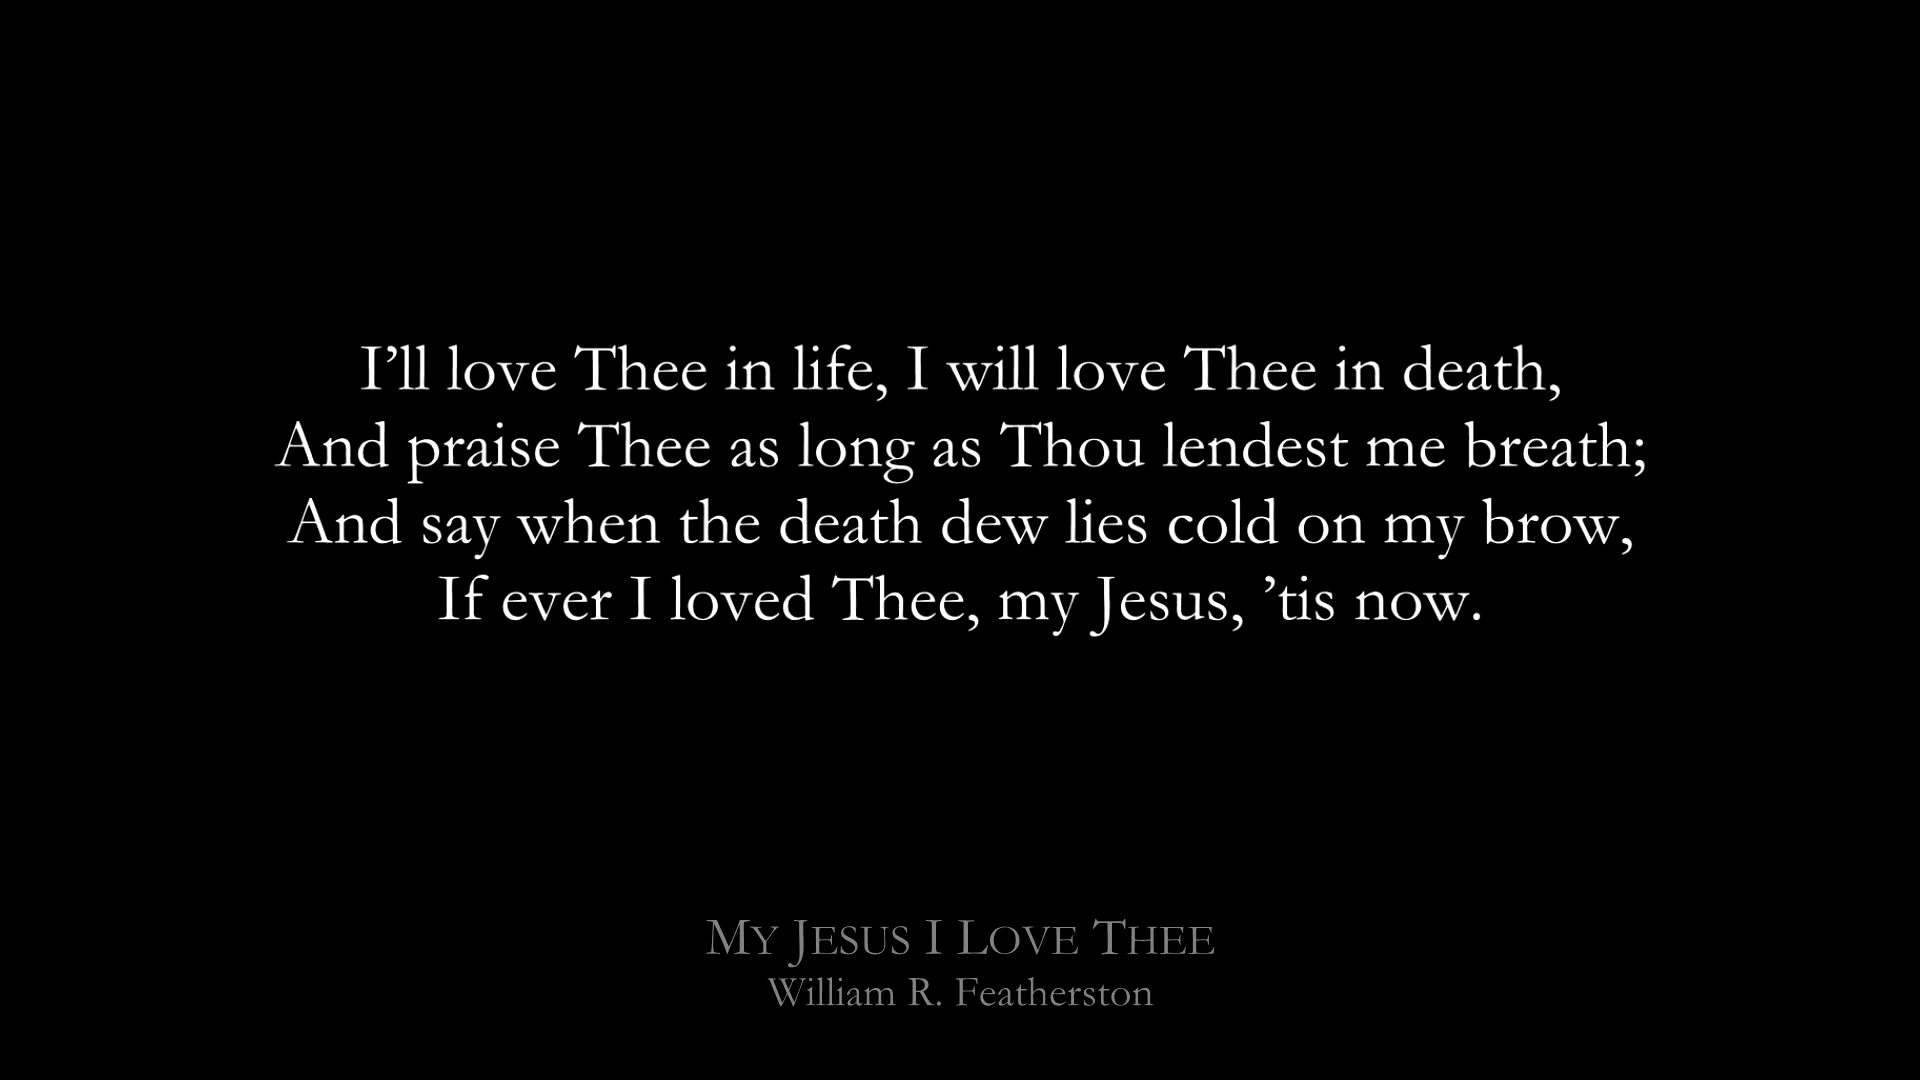 I’ll love Thee in life, I will love Thee in death,
And praise Thee as long as Thou lendest me breath;
And say when the death dew lies cold on my brow,
If ever I loved Thee, my Jesus, ’tis now.
MY JESUS I LOVE THEE
William R. Featherston